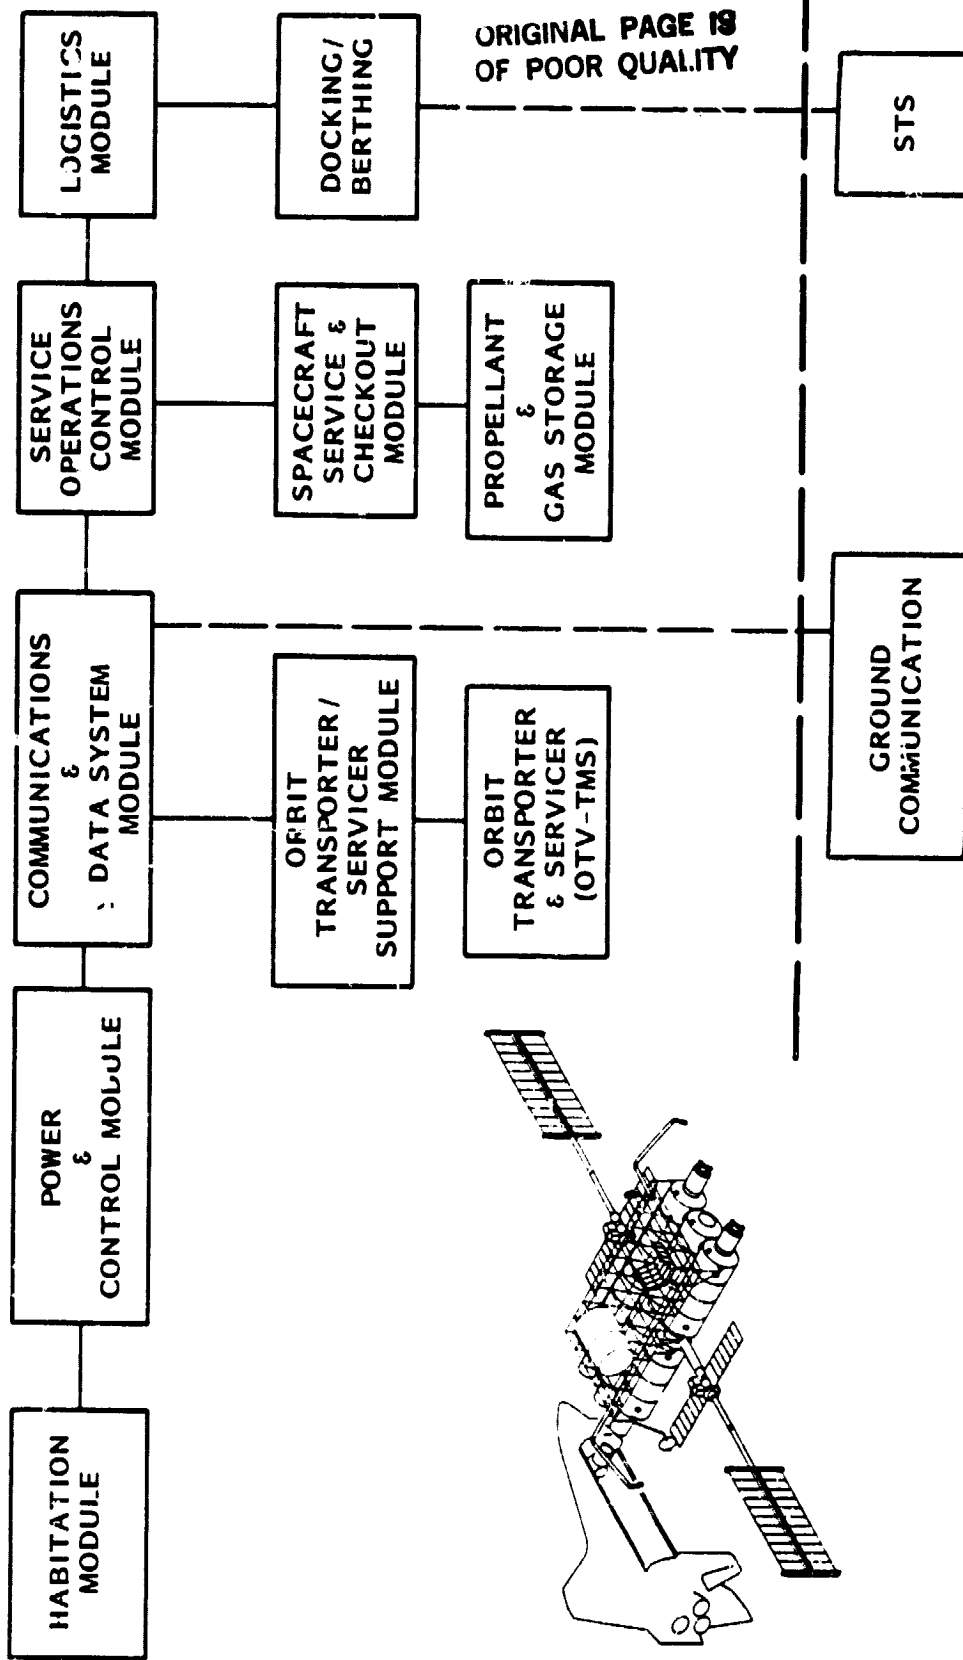 ORIGINAL PAGE IS
OF POOR QUALITY
HABITATION
MODULE
POWER
&
CONTROL MODULE
COMMUNICATIONS
&
DATA SYSTEM
MODULE
SERVICE
OPERATIONS
CONTROL
MODULE
LOGISTICS
MODULE
ORBIT
TRANSPORTER/
SERVICER
SUPPORT MODULE
SPACECRAFT
SERVICE &
CHECKOUT
MODULE
DOCKING/
BERTHING
ORBIT
TRANSPORTER
& SERVICER
(OTV-TMS)
PROPELLANT
&
GAS STORAGE
MODULE
GROUND
COMMUNICATION
STS